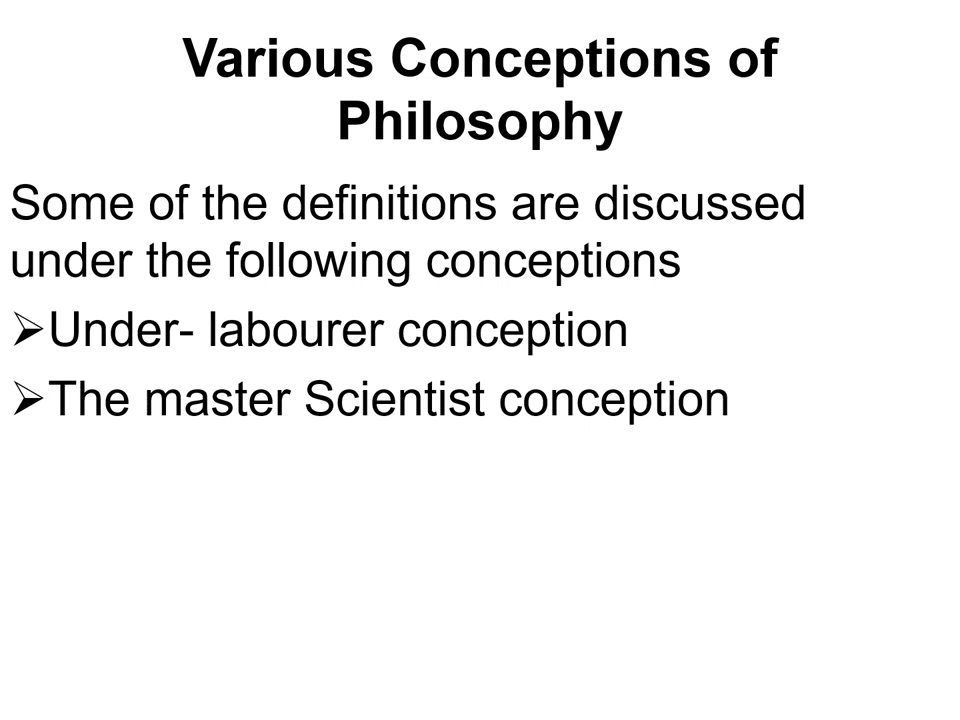 Various Conceptions of
Philosophy
Some of the definitions are discussed
under the following conceptions
➢Under- labourer conception
➢The master Scientist conception